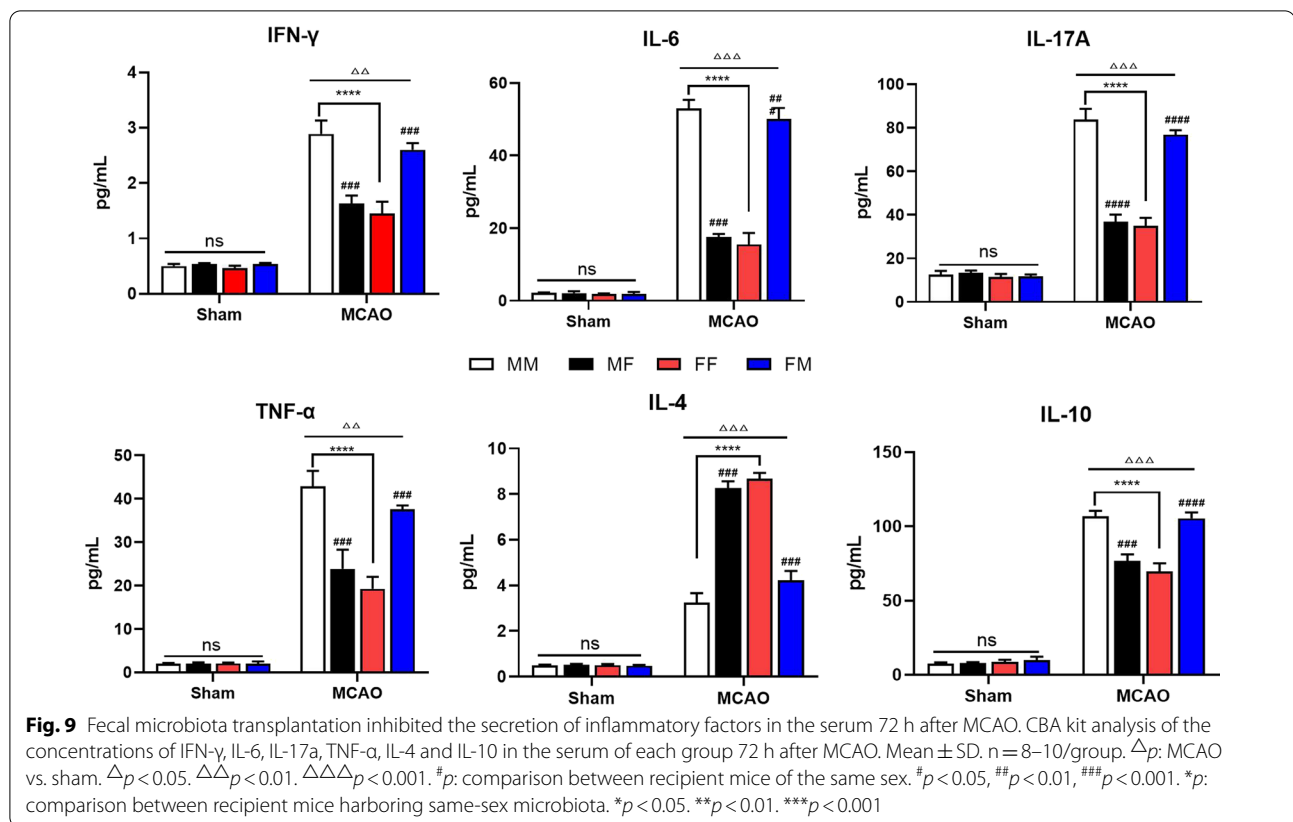 IFN-γ
△△
****
###
###
ns
pg/mL
4
3
2
1
0
Sham
MCAO
IL-6
△△△
****
##
#
###
ns
pg/mL
60
40
20
0
Sham
MCAO
IL-17A
△△△
****
####
####
ns
pg/mL
100
80
60
40
20
0
Sham
MCAO
MM MF FF FM
TNF-α
△△
****
###
###
ns
pg/mL
50
40
30
20
10
0
Sham
MCAO
IL-4
△△△
****
###
###
ns
pg/mL
10
8
6
4
2
0
Sham
MCAO
IL-10
△△△
****
###
####
ns
pg/mL
150
100
50
0
Sham
MCAO
Fig. 9 Fecal microbiota transplantation inhibited the secretion of inflammatory factors in the serum 72 h after MCAO. CBA kit analysis of the
concentrations of IFN-γ, IL-6, IL-17a, TNF-α, IL-4 and IL-10 in the serum of each group 72 h after MCAO. Mean ± SD. n = 8–10/group. △p: MCAO
vs. sham. △p < 0.05. △△p < 0.01. △△△p < 0.001. #p: comparison between recipient mice of the same sex. #p < 0.05, ##p < 0.01, ###p < 0.001. *p:
comparison between recipient mice harboring same-sex microbiota. *p < 0.05. **p < 0.01. ***p < 0.001